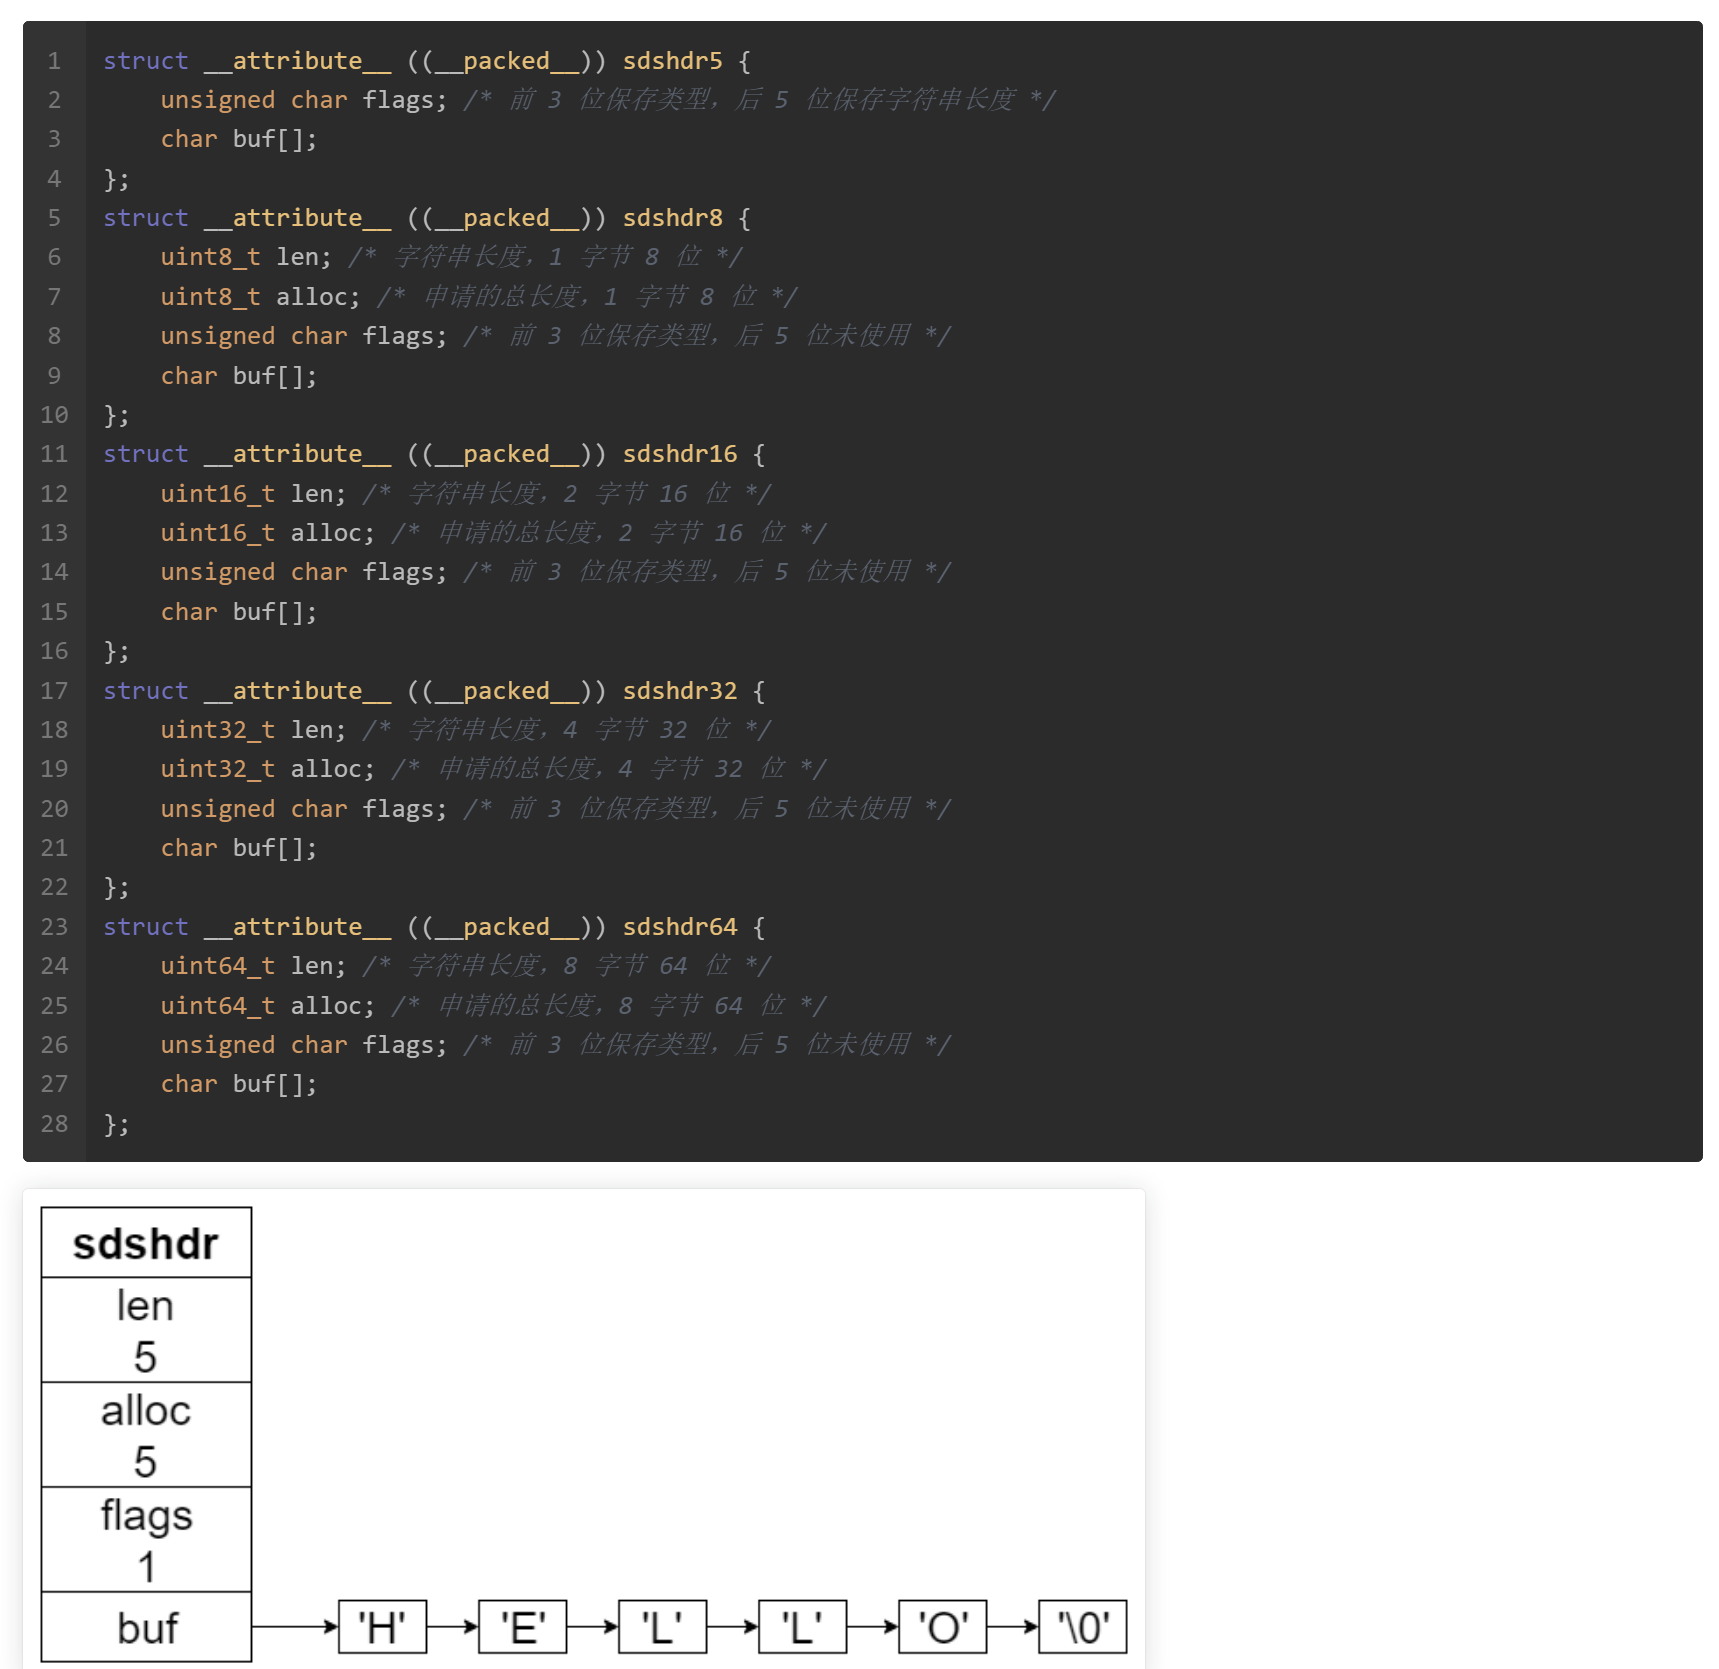 1 struct __attribute__ ((__packed__)) sdshdr5 {
2 unsigned char flags; /* 前 3 位保存类型，后 5 位保存字符串长度 */
3 char buf[];
4 };
5 struct __attribute__ ((__packed__)) sdshdr8 {
6 uint8_t len; /* 字符串长度，1 字节 8 位 */
7 uint8_t alloc; /* 申请的总长度，1 字节 8 位 */
8 unsigned char flags; /* 前 3 位保存类型，后 5 位未使用 */
9 char buf[];
10 };
11 struct __attribute__ ((__packed__)) sdshdr16 {
12 uint16_t len; /* 字符串长度，2 字节 16 位 */
13 uint16_t alloc; /* 申请的总长度，2 字节 16 位 */
14 unsigned char flags; /* 前 3 位保存类型，后 5 位未使用 */
15 char buf[];
16 };
17 struct __attribute__ ((__packed__)) sdshdr32 {
18 uint32_t len; /* 字符串长度，4 字节 32 位 */
19 uint32_t alloc; /* 申请的总长度，4 字节 32 位 */
20 unsigned char flags; /* 前 3 位保存类型，后 5 位未使用 */
21 char buf[];
22 };
23 struct __attribute__ ((__packed__)) sdshdr64 {
24 uint64_t len; /* 字符串长度，8 字节 64 位 */
25 uint64_t alloc; /* 申请的总长度，8 字节 64 位 */
26 unsigned char flags; /* 前 3 位保存类型，后 5 位未使用 */
27 char buf[];
28 };
sdshdr
len
5
alloc
5
flags
1
buf 'H' 'E' 'L' 'L' 'O' '\0'